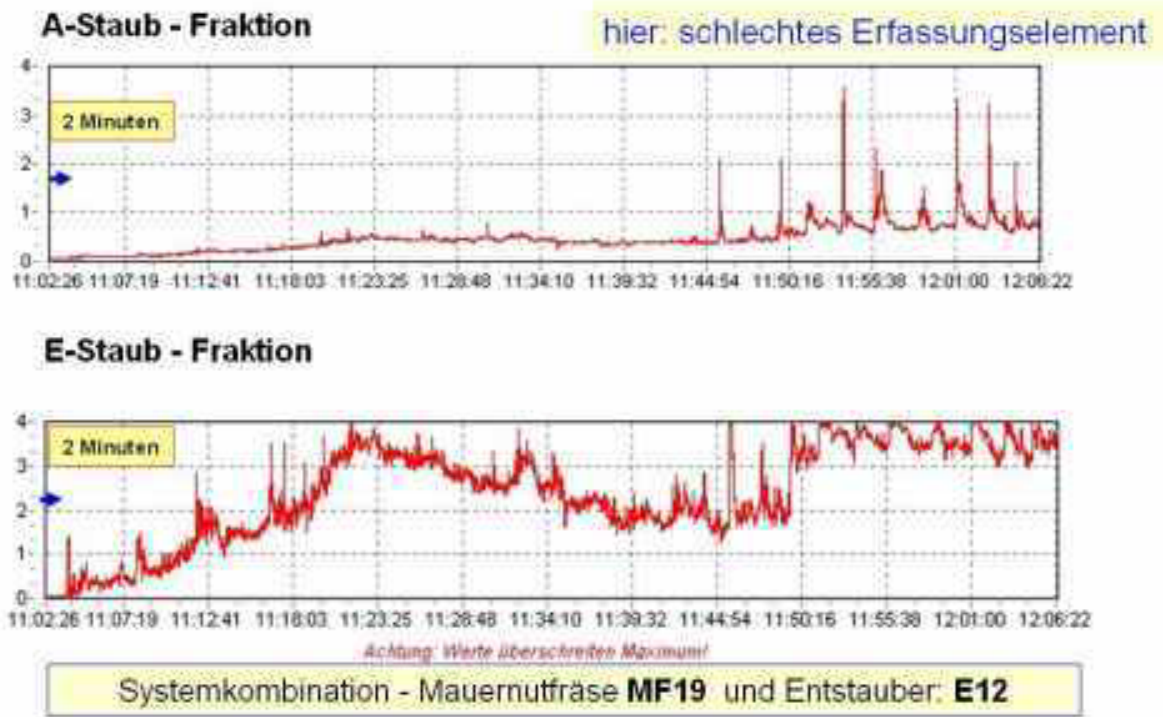 A-Staub - Fraktion
hier: schlechtes Erfassungselement
4
2 Minuten
3
2
1
0
11:02:26 11:07:19 11:12:41 11:18:03 11:23:25 11:28:48 11:34:10 11:39:32 11:44:54 11:50:16 11:55:38 12:01:00 12:06:22
E-Staub - Fraktion
4
2 Minuten
3
2
1
0
11:02:26 11:07:19 11:12:41 11:18:03 11:23:25 11:28:48 11:34:10 11:39:32 11:44:54 11:50:16 11:55:38 12:01:00 12:06:22
Achtung: Werte überschreiten Maximum!
Systemkombination - Mauernutfräse MF19 und Entstauber: E12